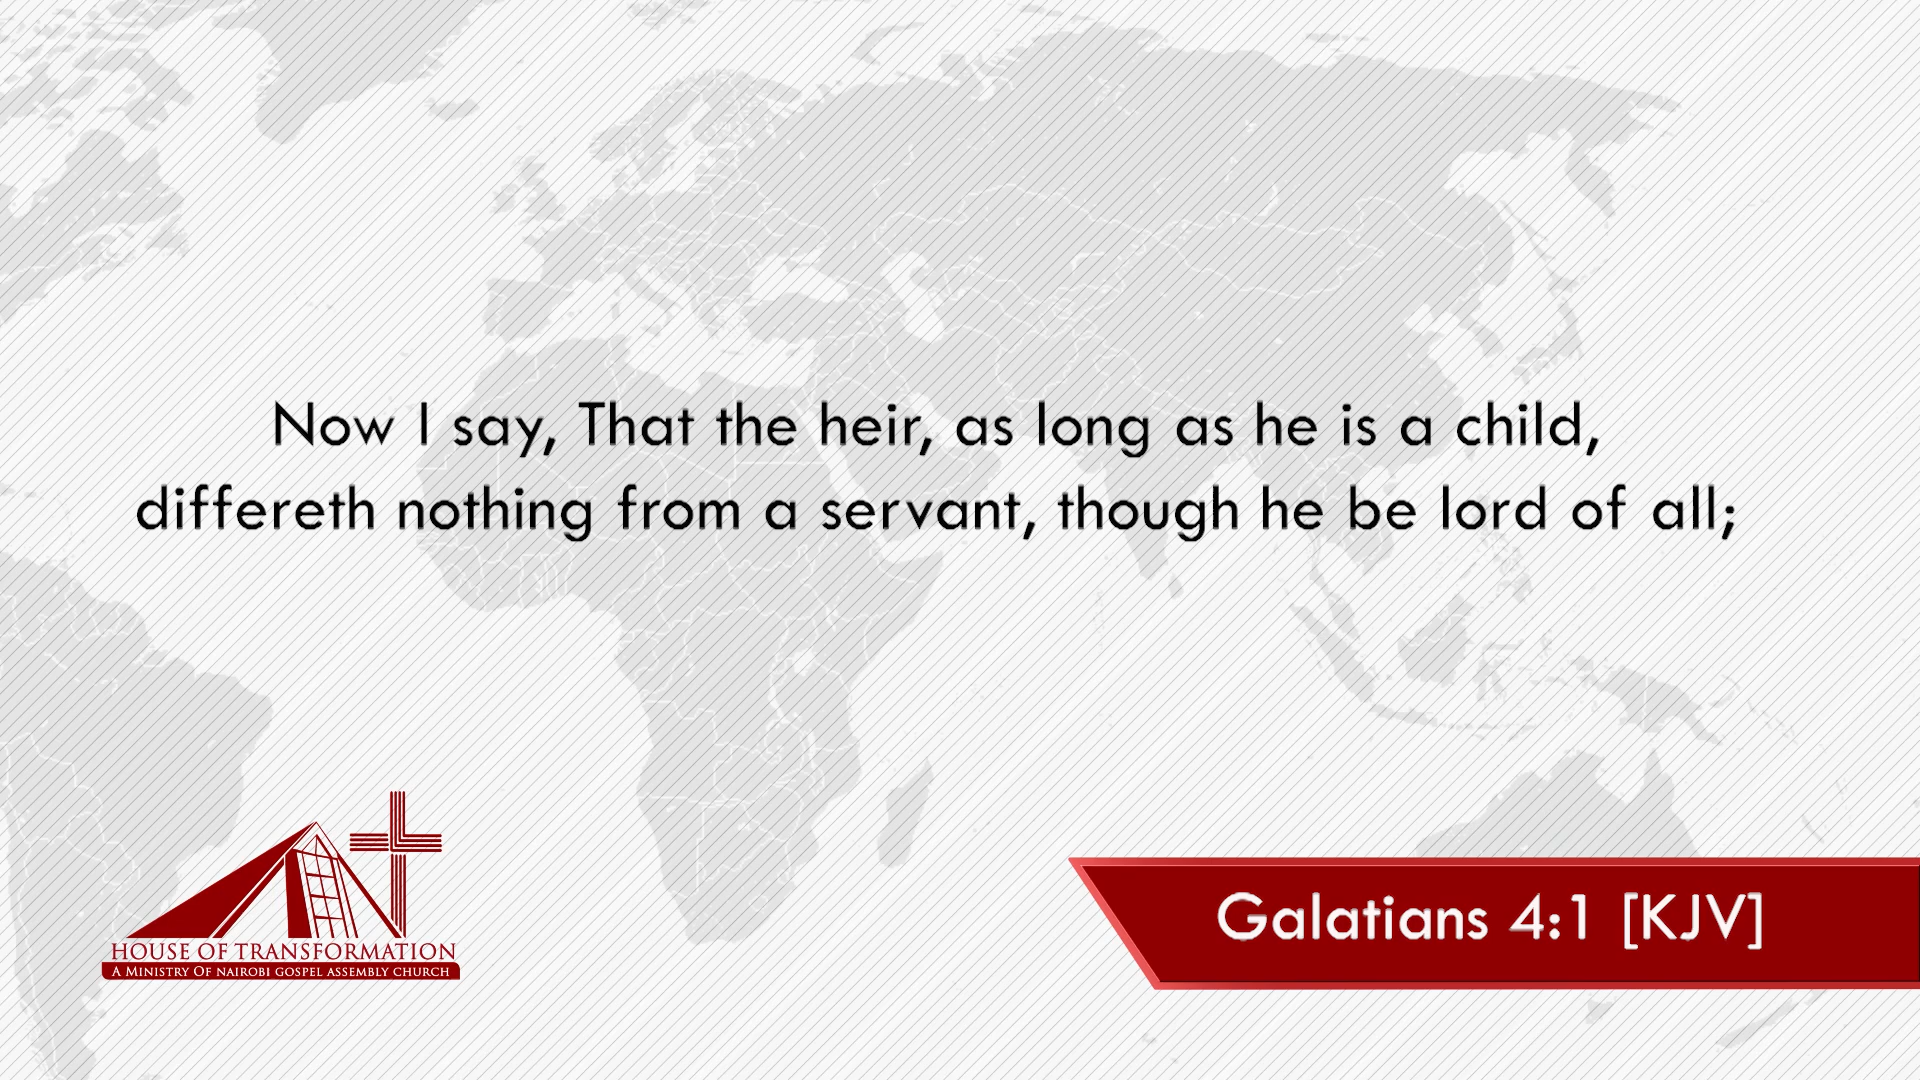 Now I say, That the heir, as long as he is a child,
differeth nothing from a servant, though he be lord of all;
HOUSE OF TRANSFORMATION
A MINISTRY OF NAIROBI GOSPEL ASSEMBLY CHURCH
Galatians 4:1 [KJV]